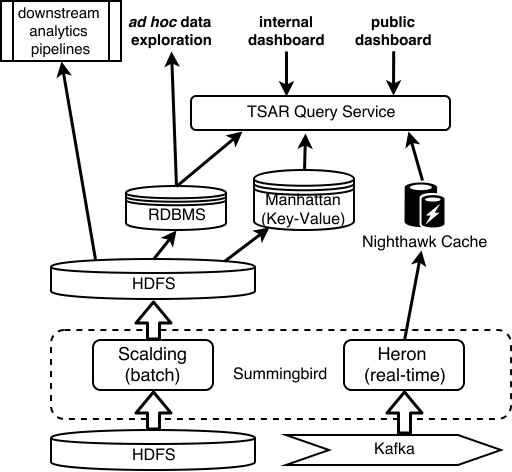 downstream
analytics
pipelines
ad hoc data
exploration
internal
dashboard
public
dashboard
TSAR Query Service
RDBMS
Manhattan
(Key-Value)
Nighthawk Cache
HDFS
Scalding
(batch)
Summingbird
Heron
(real-time)
HDFS
Kafka